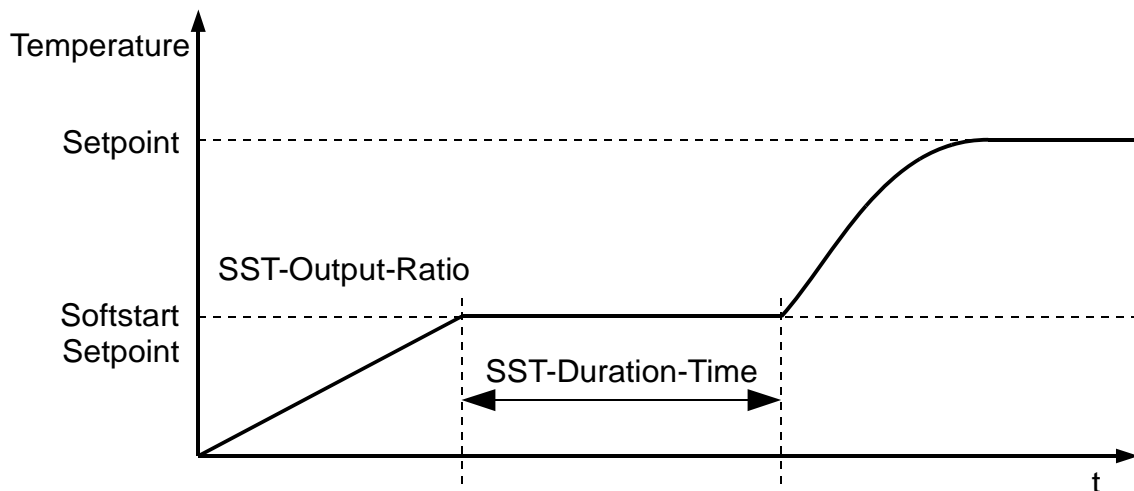 Temperature
Setpoint
SST-Output-Ratio
Softstart
Setpoint
SST-Duration-Time
t